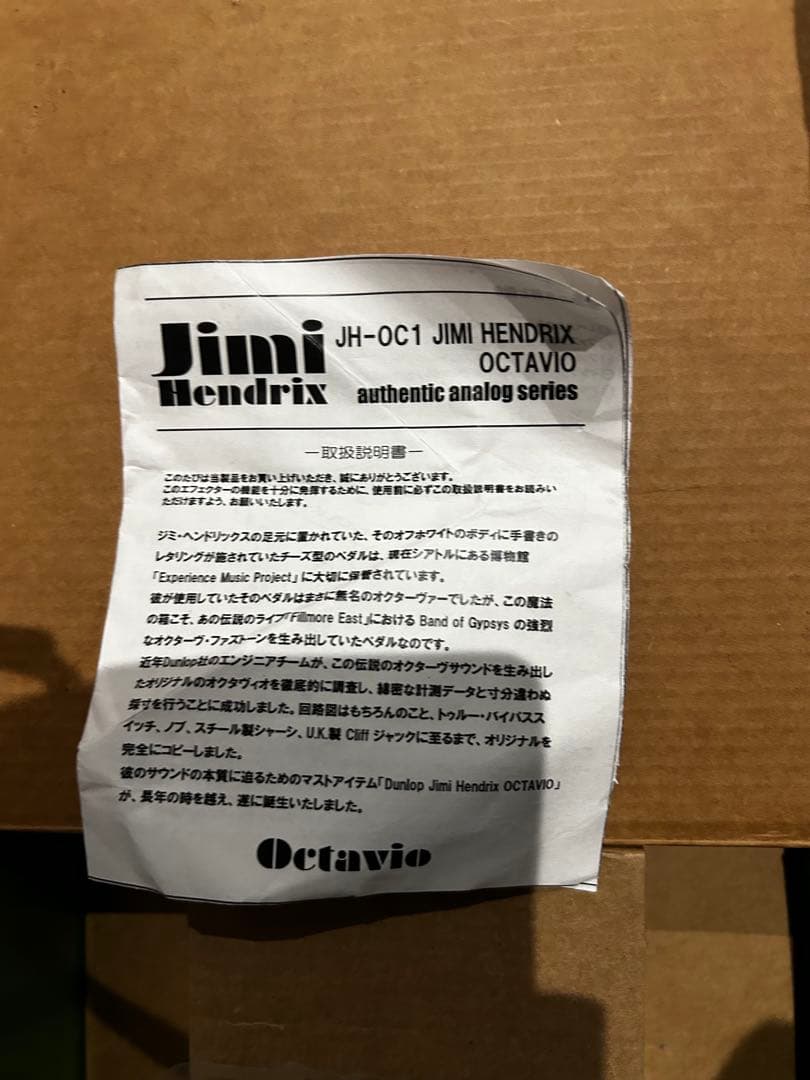 Jimi
Hendrix
JH-OC1 JIMI HENDRIX
OCTAVIO
authentic analog series
―取扱説明書―
このたびは当製品をお買い上げいただき、誠にありがとうございます。
このエフェクターの機能を十分に発揮するために、使用前に必ずこの取扱説明書をお読みい
ただけますよう、お願いいたします。
ジミ・ヘンドリックスの足元に置かれていた、そのオフホワイトのボディに手書きの
レタリングが施されていたチーズ型のペダルは、現在シアトルにある博物館
「Experience Music Project」に大切に保管されています。
彼が使用していたそのペダルはまさに無名のオクターヴァーでしたが、この魔法
の箱こそ、あの伝説のライブ「Fillmore East」における Band of Gypsys の強烈
なオクターヴ・ファズトーンを生み出していたペダルなのです。
近年Dunlop社のエンジニアチームが、この伝説のオクターヴサウンドを生み出し
たオリジナルのオクタヴィオを徹底的に調査し、綿密な計測データと寸分違わぬ
採寸を行うことに成功しました。回路図はもちろんのこと、トゥルー・バイパスス
イッチ、ノブ、スチール製シャーシ、U.K.製 Cliff ジャックに至るまで、オリジナルを
完全にコピーしました。
彼のサウンドの本質に迫るためのマストアイテム「Dunlop Jimi Hendrix OCTAVIO」
が、長年の時を越え、遂に誕生いたしました。
Octavio